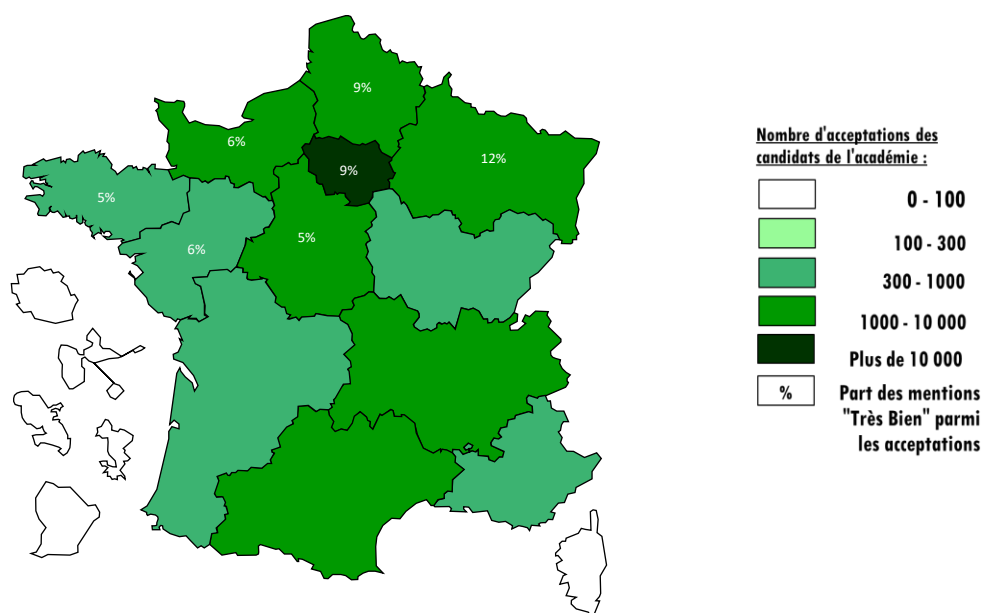 9%
6%
12%
9%
5%
5%
6%
Nombre d'acceptations des
candidats de l'académie :
0 - 100
100 - 300
300 - 1000
1000 - 10 000
Plus de 10 000
%
Part des mentions
"Très Bien" parmi
les acceptations